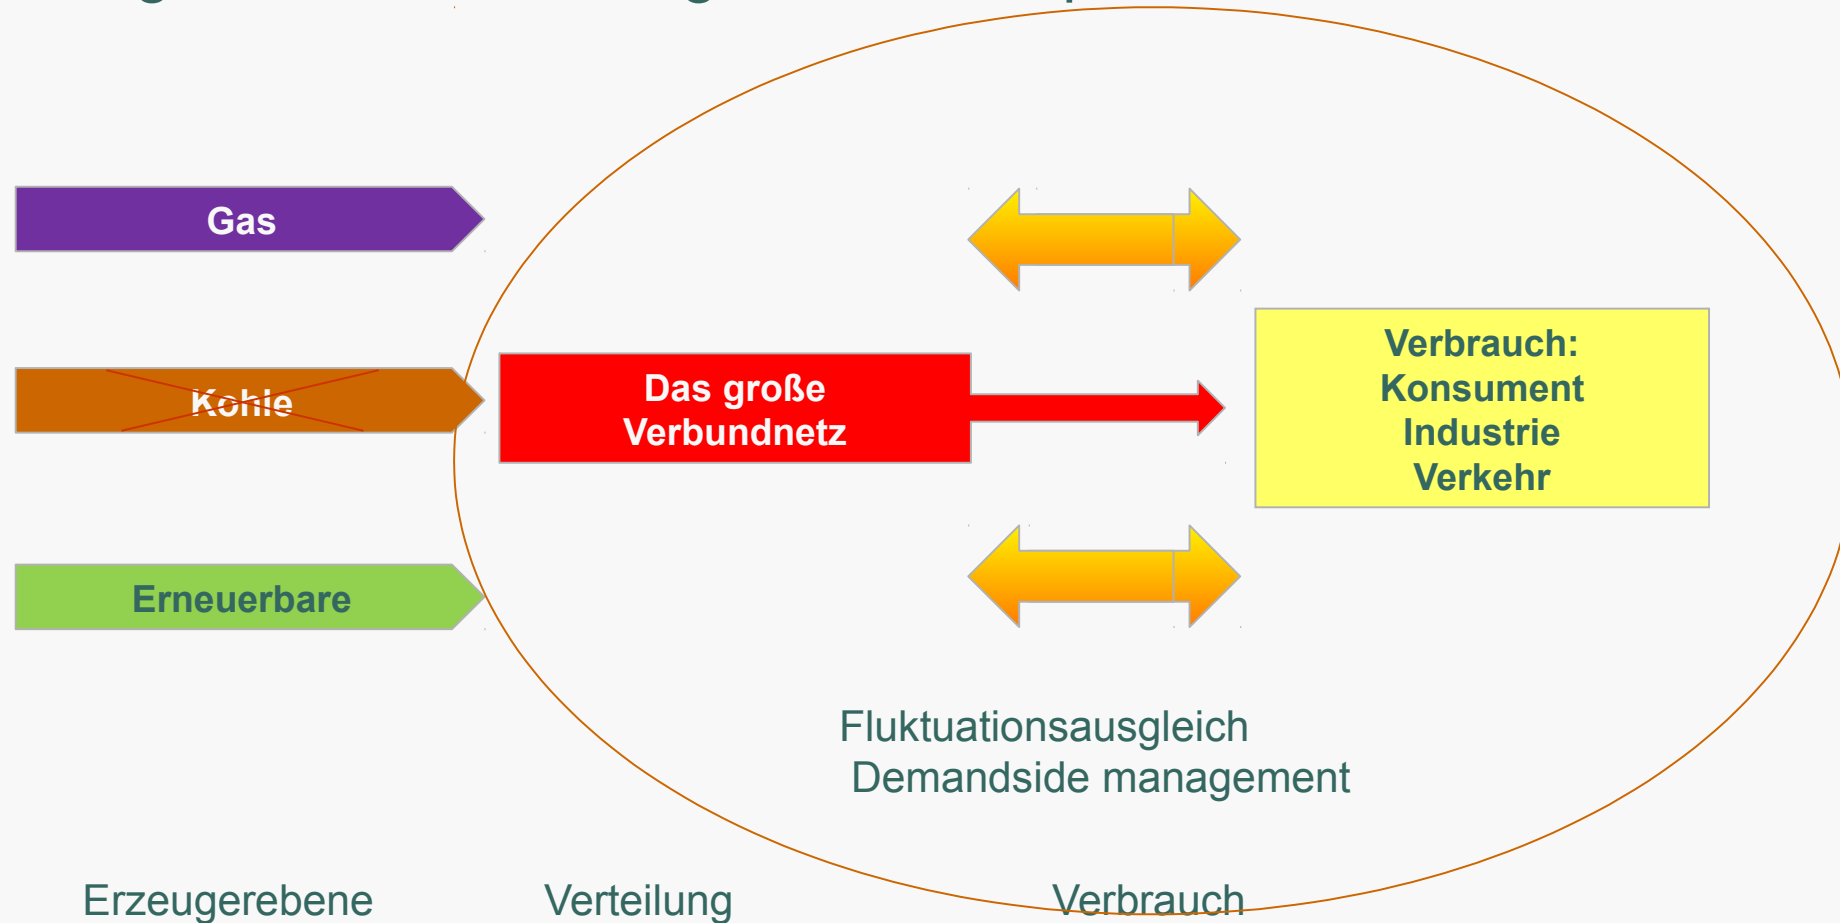 Gas
Kohle
Erneuerbare
Das große
Verbundnetz
Verbrauch:
Konsument
Industrie
Verkehr
Fluktuationsausgleich
Demandside management
Erzeugerebene
Verteilung
Verbrauch